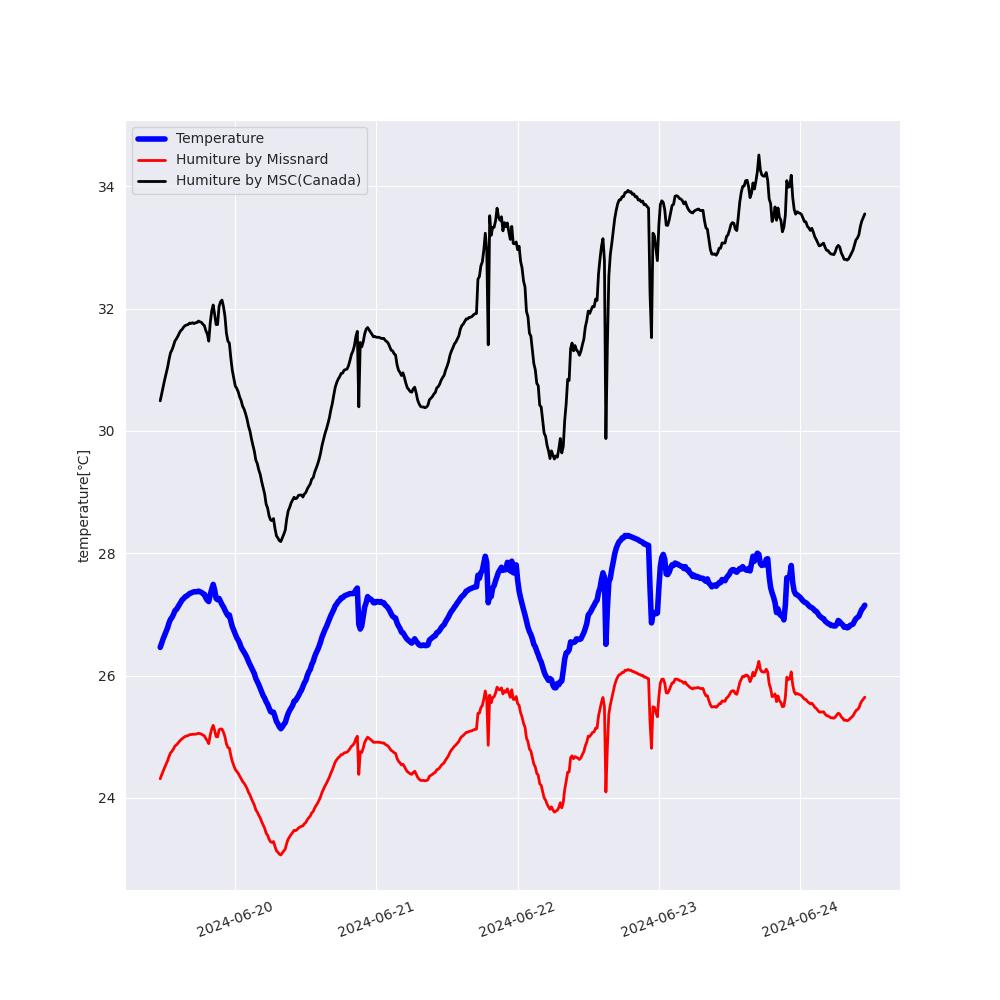 Temperature
Humiture by Missnard
Humiture by MSC(Canada)
34
32
30
28
26
24
temperature[℃]
2024-06-20
2024-06-21
2024-06-22
2024-06-23
2024-06-24